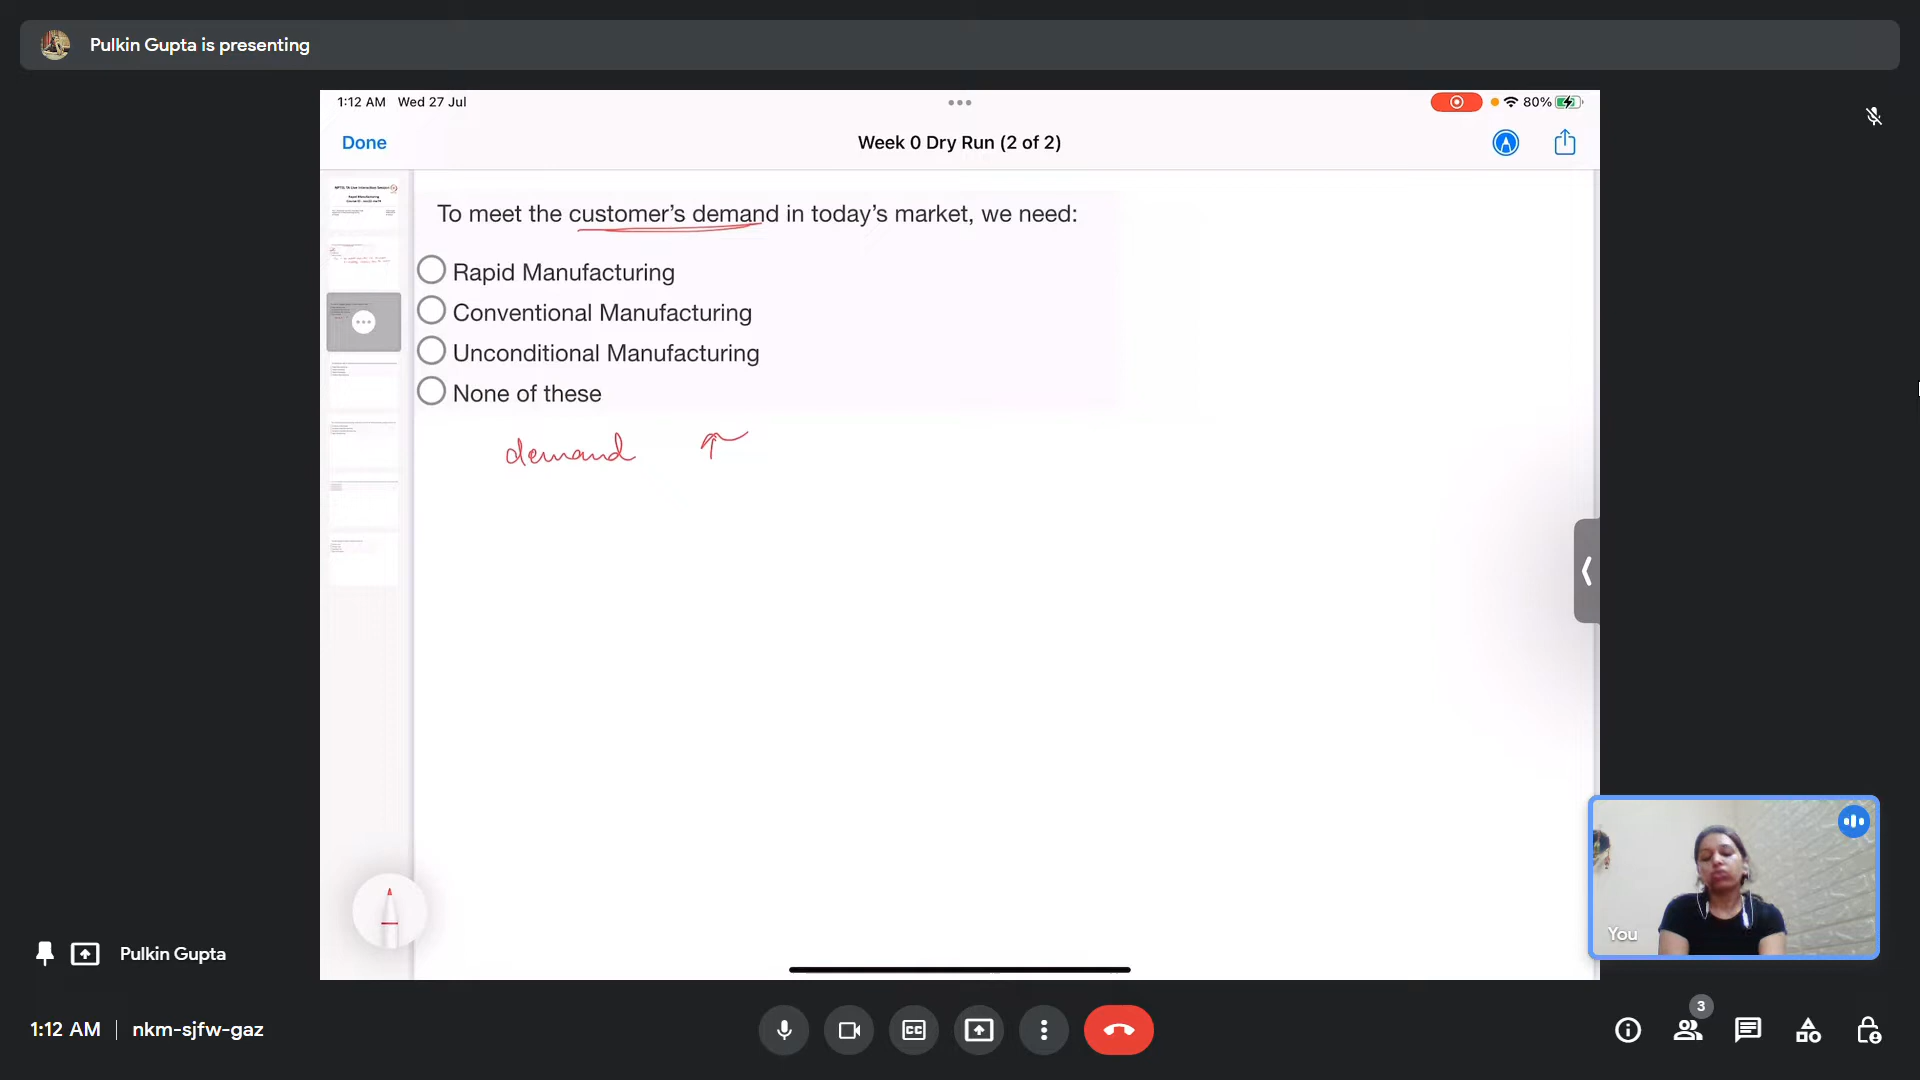 Pulkin Gupta is presenting
1:12 AM Wed 27 Jul
80%
Done
Week 0 Dry Run (2 of 2)
To meet the customer's demand in today's market, we need:
Rapid Manufacturing
Conventional Manufacturing
Unconditional Manufacturing
None of these
demand ↑
You
Pulkin Gupta
1:12 AM | nkm-sjfw-gaz
CC
3